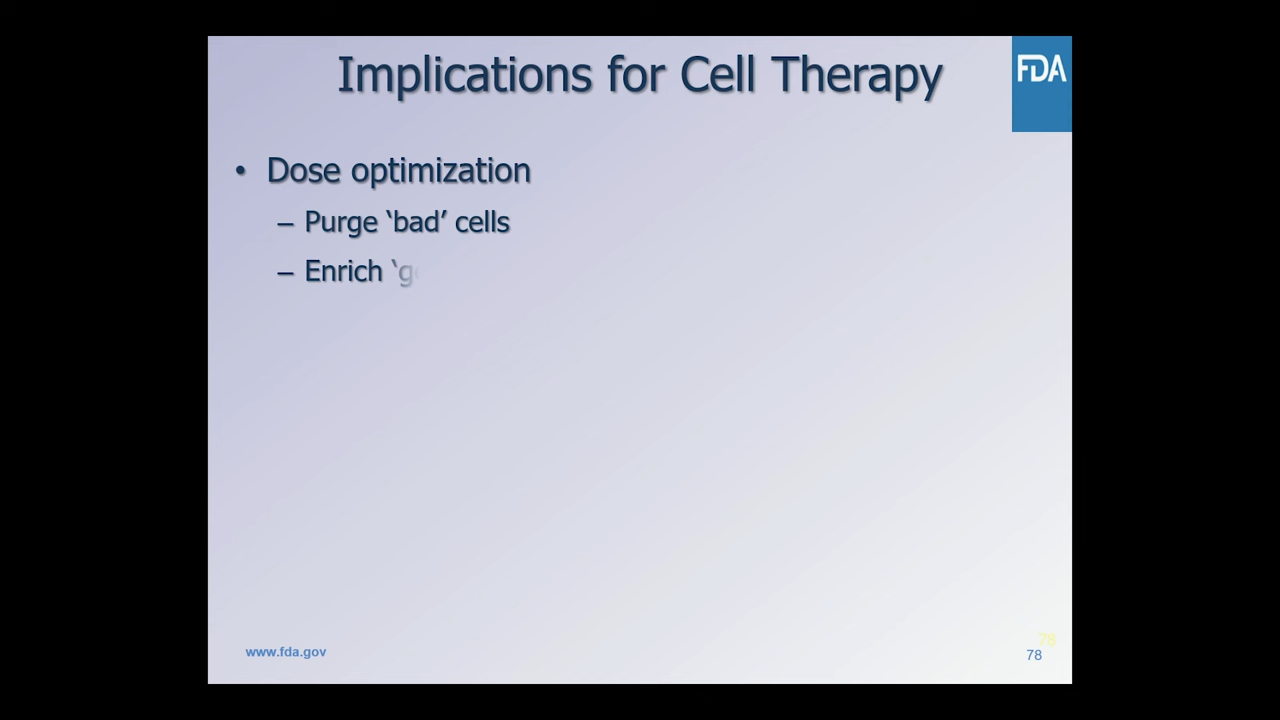 Implications for Cell Therapy
FDA
• Dose optimization
– Purge ‘bad’ cells
– Enrich
www.fda.gov
78
78